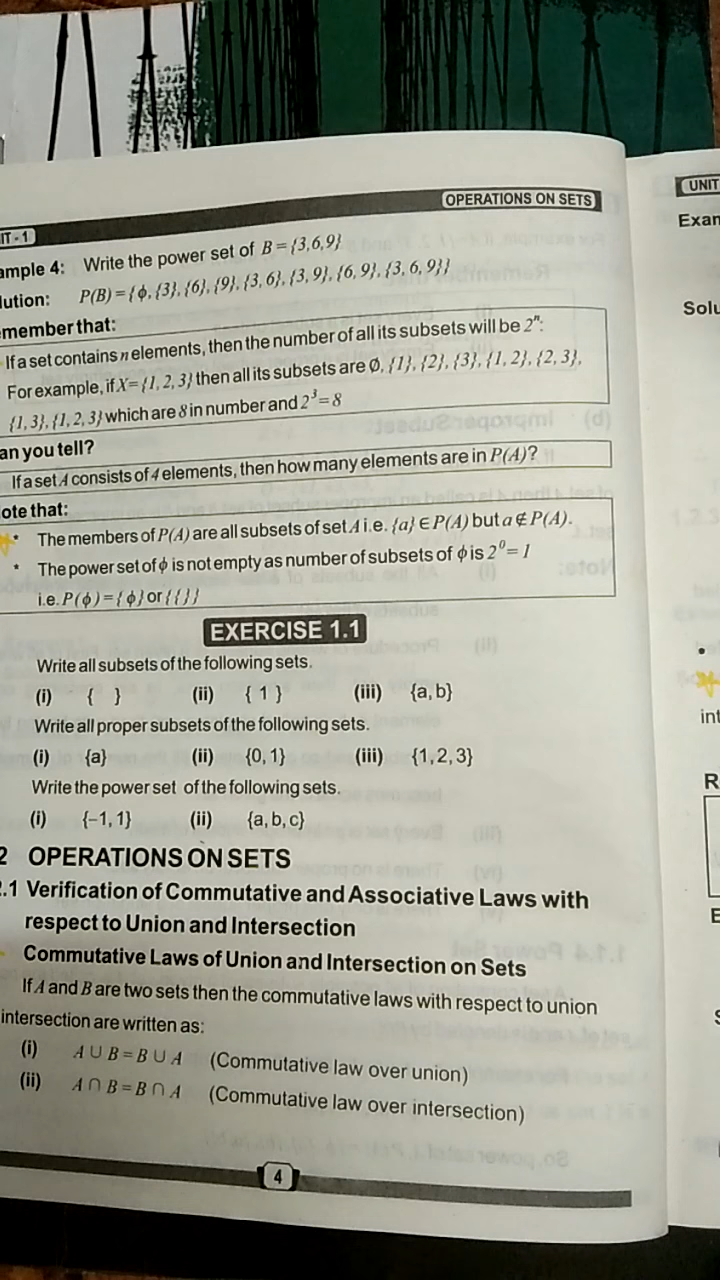 OPERATIONS ON SETS
IT - 1
ample 4: Write the power set of B = {3,6,9}
lution: P(B) = {ϕ, {3}, {6}, {9}, {3, 6}, {3, 9}, {6, 9}, {3, 6, 9}}
member that:
If a set contains n elements, then the number of all its subsets will be 2ⁿ:
For example, if X= {1, 2, 3} then all its subsets are ∅, {1}, {2}, {3}, {1, 2}, {2, 3},
{1, 3}, {1, 2, 3} which are 8 in number and 2³ = 8
an you tell?
If a set A consists of 4 elements, then how many elements are in P(A)?
ote that:
* The members of P(A) are all subsets of set A i.e. {a} ∈ P(A) but a ∉ P(A).
* The power set of ϕ is not empty as number of subsets of ϕ is 2⁰ = 1
i.e. P(ϕ) = {ϕ} or {{}}
EXERCISE 1.1
Write all subsets of the following sets.
(i) { } (ii) { 1 } (iii) {a, b}
Write all proper subsets of the following sets.
(i) {a} (ii) {0, 1} (iii) {1, 2, 3}
Write the power set of the following sets.
(i) {−1, 1} (ii) {a, b, c}
2 OPERATIONS ON SETS
.1 Verification of Commutative and Associative Laws with
respect to Union and Intersection
Commutative Laws of Union and Intersection on Sets
If A and B are two sets then the commutative laws with respect to union
intersection are written as:
(i) A ∪ B = B ∪ A (Commutative law over union)
(ii) A ∩ B = B ∩ A (Commutative law over intersection)
4
UNIT
Exam
Solu
int
R
E
S